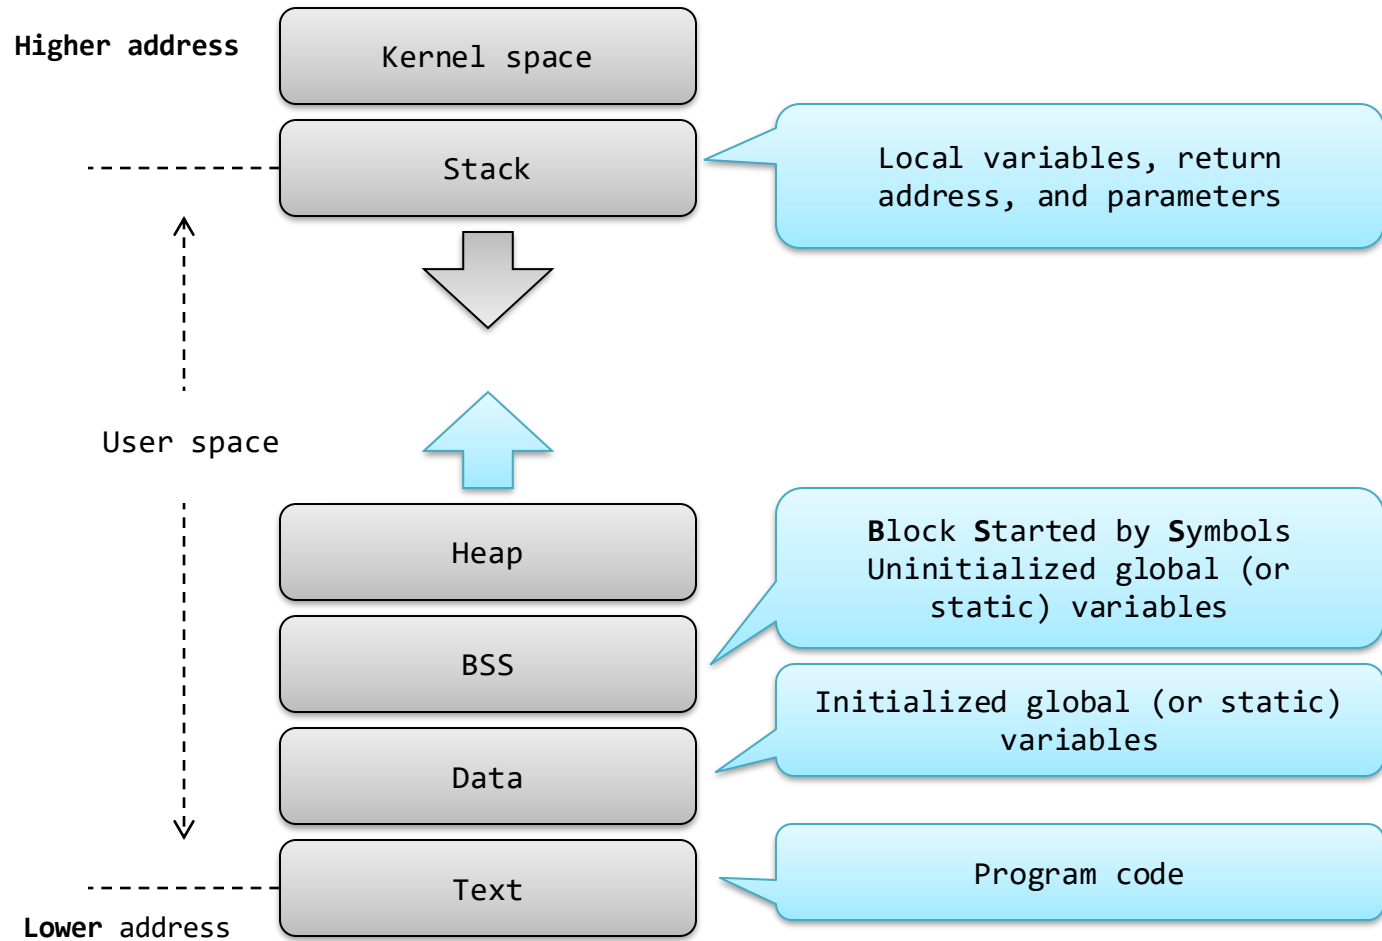 Higher address
Kernel space
Stack
Local variables, return
address, and parameters
User space
Heap
Block Started by Symbols
Uninitialized global (or
static) variables
BSS
Initialized global (or static)
variables
Data
Program code
Text
Lower address